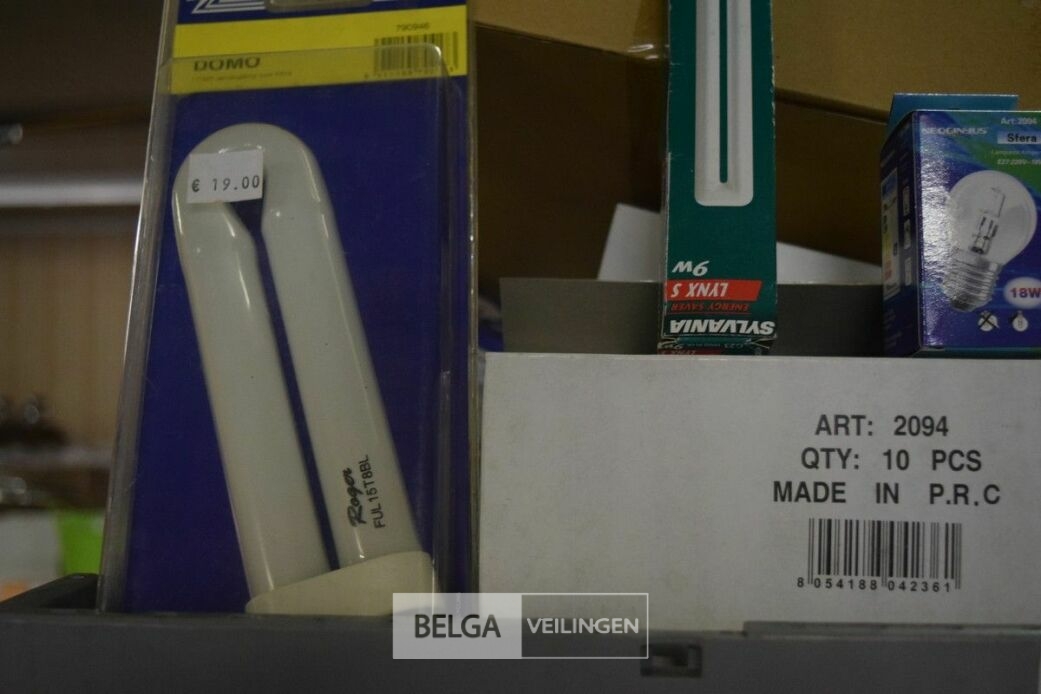 790946
DOMO
€ 19.00
Roger
FUL15T8BL
9W
LYNX S
ENERGY SAVER
SYLVANIA
Art: 2094
Sfera
18W
ART: 2094
QTY: 10 PCS
MADE IN P.R.C
8 054188 042361
BELGA VEILINGEN